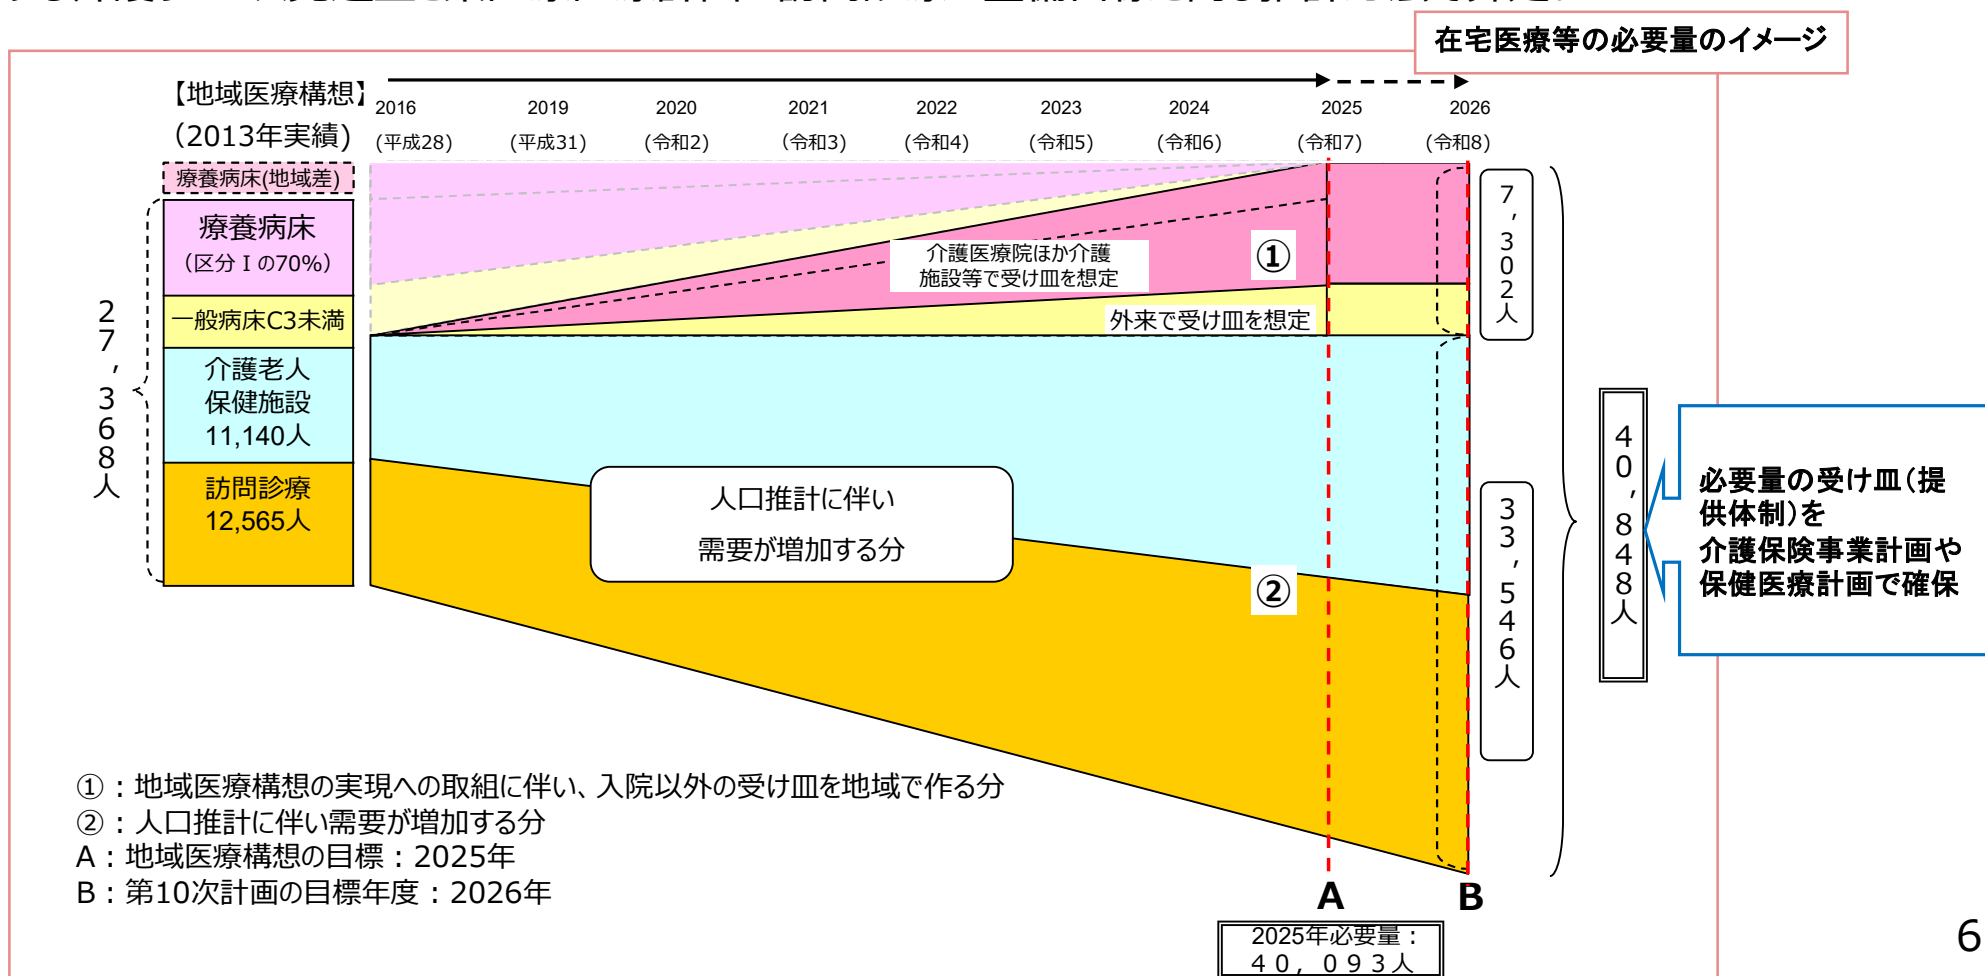 在宅医療等の必要量のイメージ
【地域医療構想】
（2013年実績）
2016
2019
2020
2021
2022
2023
2024
2025
2026
(平成28)
(平成31)
(令和2)
(令和3)
(令和4)
(令和5)
(令和6)
(令和7)
(令和8)
療養病床(地域差)
療養病床
（区分Ⅰの70%）
一般病床C3未満
介護老人
保健施設
11,140人
訪問診療
12,565人
27,368人
介護医療院ほか介護
施設等で受け皿を想定
①
外来で受け皿を想定
人口推計に伴い
需要が増加する分
②
7,302人
33,546人
40,848人
必要量の受け皿（提
供体制）を
介護保険事業計画や
保健医療計画で確保
①：地域医療構想の実現への取組に伴い、入院以外の受け皿を地域で作る分
②：人口推計に伴い需要が増加する分
A：地域医療構想の目標：2025年
B：第10次計画の目標年度：2026年
A
B
2025年必要量：
40,093人
6